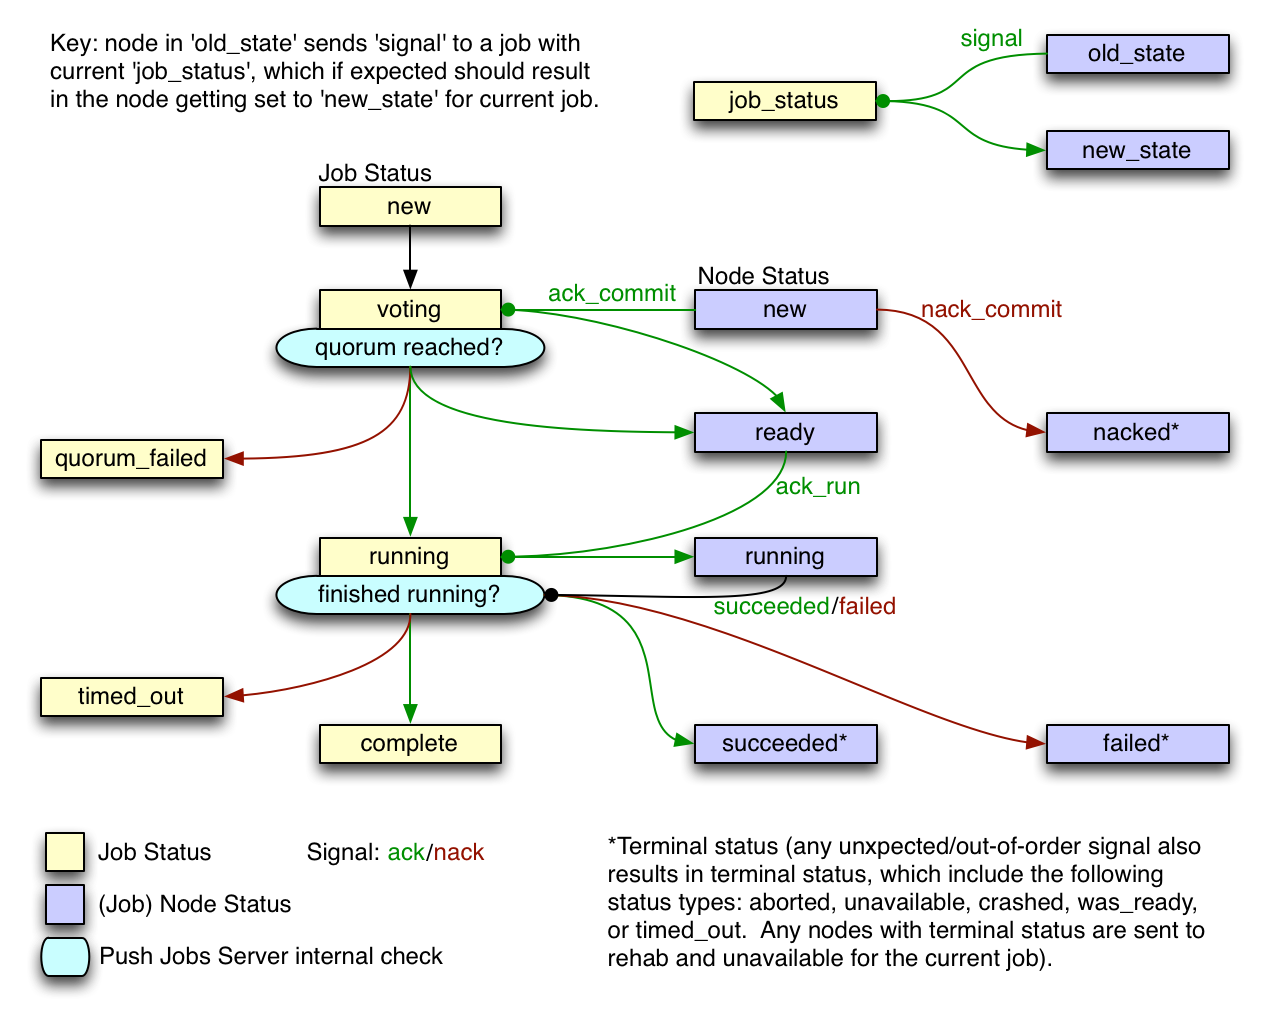 Key: node in 'old_state' sends 'signal' to a job with
current 'job_status', which if expected should result
in the node getting set to 'new_state' for current job.
signal
old_state
job_status
new_state
Job Status
new
Node Status
voting
ack_commit
new
nack_commit
quorum reached?
ready
nacked*
quorum_failed
ack_run
running
running
finished running?
succeeded/failed
timed_out
complete
succeeded*
failed*
Job Status
Signal: ack/nack
(Job) Node Status
Push Jobs Server internal check
*Terminal status (any unxpected/out-of-order signal also
results in terminal status, which include the following
status types: aborted, unavailable, crashed, was_ready,
or timed_out.  Any nodes with terminal status are sent to
rehab and unavailable for the current job).